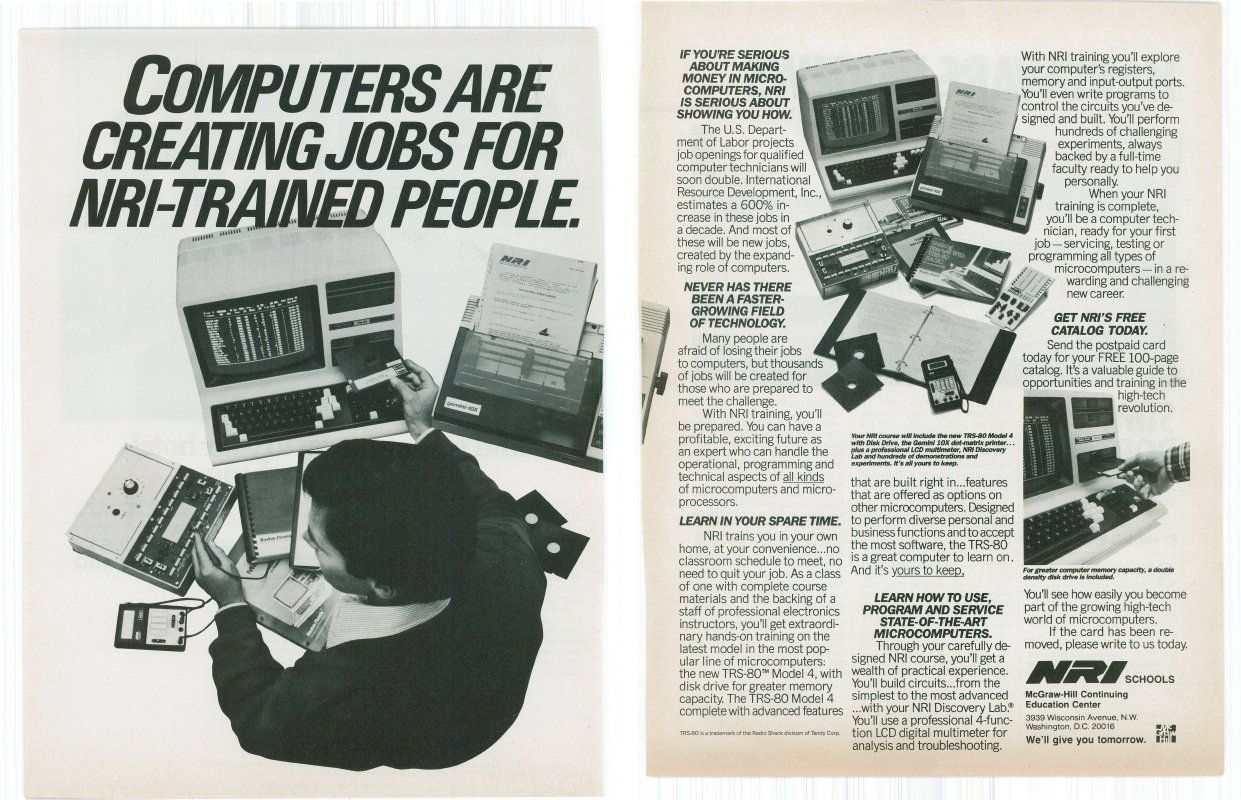 COMPUTERS ARE
CREATING JOBS FOR
NRI-TRAINED PEOPLE.
NRI
gemini-10X
IF YOU'RE SERIOUS
ABOUT MAKING
MONEY IN MICRO-
COMPUTERS, NRI
IS SERIOUS ABOUT
SHOWING YOU HOW.
The U.S. Depart-
ment of Labor projects
job openings for qualified
computer technicians will
soon double. International
Resource Development, Inc.,
estimates a 600% in-
crease in these jobs in
a decade. And most of
these will be new jobs,
created by the expand-
ing role of computers.
NEVER HAS THERE
BEEN A FASTER-
GROWING FIELD
OF TECHNOLOGY.
Many people are
afraid of losing their jobs
to computers, but thousands
of jobs will be created for
those who are prepared to
meet the challenge.
With NRI training, you'll
be prepared. You can have a
profitable, exciting future as
an expert who can handle the
operational, programming and
technical aspects of all kinds
of microcomputers and micro-
processors.
LEARN IN YOUR SPARE TIME.
NRI trains you in your own
home, at your convenience...no
classroom schedule to meet, no
need to quit your job. As a class
of one with complete course
materials and the backing of a
staff of professional electronics
instructors, you'll get extraordi-
nary hands-on training on the
latest model in the most pop-
ular line of microcomputers:
the new TRS-80™ Model 4, with
disk drive for greater memory
capacity. The TRS-80 Model 4
complete with advanced features
TRS-80 is a trademark of the Radio Shack division of Tandy Corp.
NRI
gemini-10X
Your NRI course will include the new TRS-80 Model 4
with Disk Drive, the Gemini 10X dot-matrix printer...
plus a professional LCD multimeter, NRI Discovery
Lab and hundreds of demonstrations and
experiments. It's all yours to keep.
that are built right in...features
that are offered as options on
other microcomputers. Designed
to perform diverse personal and
business functions and to accept
the most software, the TRS-80
is a great computer to learn on.
And it's yours to keep,
LEARN HOW TO USE,
PROGRAM AND SERVICE
STATE-OF-THE-ART
MICROCOMPUTERS.
Through your carefully de-
signed NRI course, you'll get a
wealth of practical experience.
You'll build circuits...from the
simplest to the most advanced
...with your NRI Discovery Lab.®
You'll use a professional 4-func-
tion LCD digital multimeter for
analysis and troubleshooting.
With NRI training you'll explore
your computer's registers,
memory and input-output ports.
You'll even write programs to
control the circuits you've de-
signed and built. You'll perform
hundreds of challenging
experiments, always
backed by a full-time
faculty ready to help you
personally.
When your NRI
training is complete,
you'll be a computer tech-
nician, ready for your first
job — servicing, testing or
programming all types of
microcomputers — in a re-
warding and challenging
new career.
GET NRI'S FREE
CATALOG TODAY.
Send the postpaid card
today for your FREE 100-page
catalog. It's a valuable guide to
opportunities and training in the
high-tech
revolution.
For greater computer memory capacity, a double
density disk drive is included.
You'll see how easily you become
part of the growing high-tech
world of microcomputers.
If the card has been re-
moved, please write to us today.
NRI SCHOOLS
McGraw-Hill Continuing
Education Center
3939 Wisconsin Avenue, N.W.
Washington, D.C. 20016
We'll give you tomorrow.